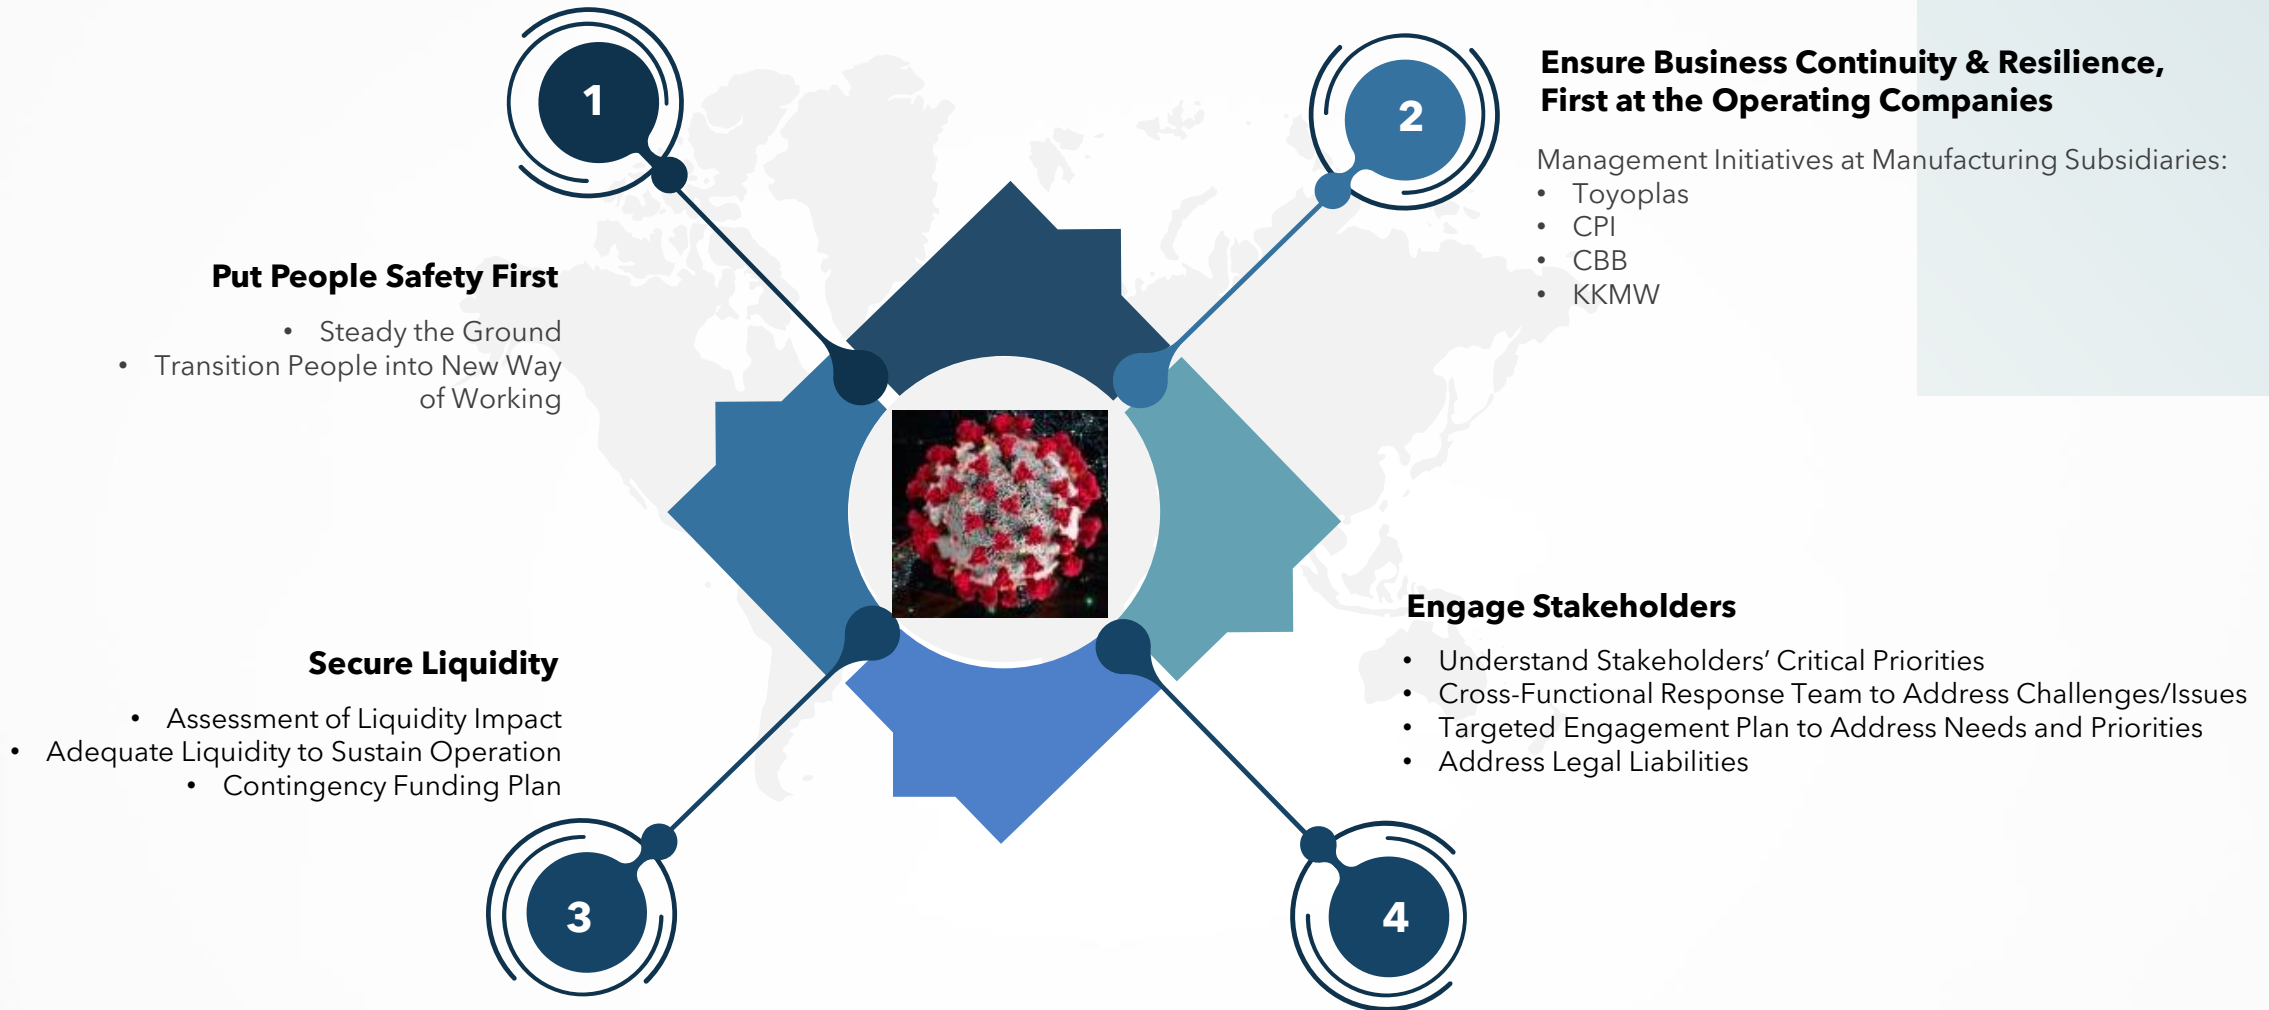 1
Put People Safety First
• Steady the Ground
• Transition People into New Way
of Working
2
Ensure Business Continuity & Resilience,
First at the Operating Companies
Management Initiatives at Manufacturing Subsidiaries:
• Toyoplas
• CPI
• CBB
• KKMW
Secure Liquidity
• Assessment of Liquidity Impact
• Adequate Liquidity to Sustain Operation
• Contingency Funding Plan
3
Engage Stakeholders
• Understand Stakeholders’ Critical Priorities
• Cross-Functional Response Team to Address Challenges/Issues
• Targeted Engagement Plan to Address Needs and Priorities
• Address Legal Liabilities
4